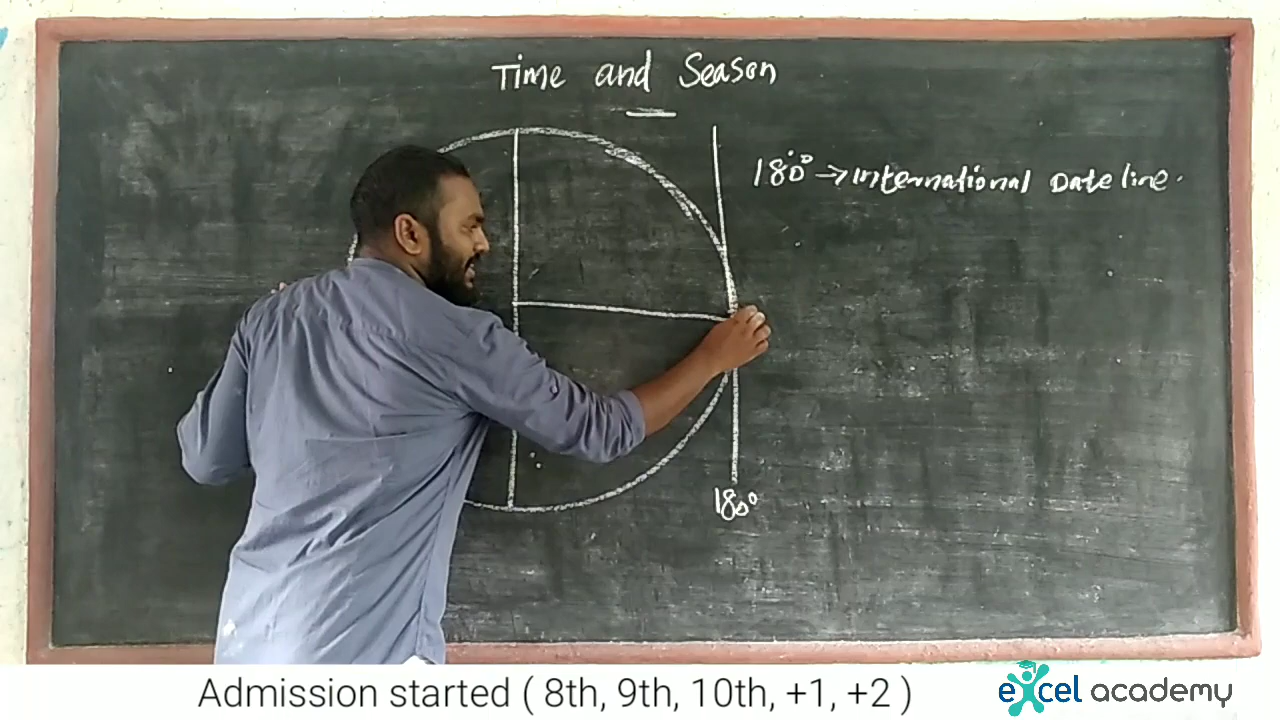 Time and Season
180° → International Date line.
180°
Admission started ( 8th, 9th, 10th, +1, +2 )
excel academy